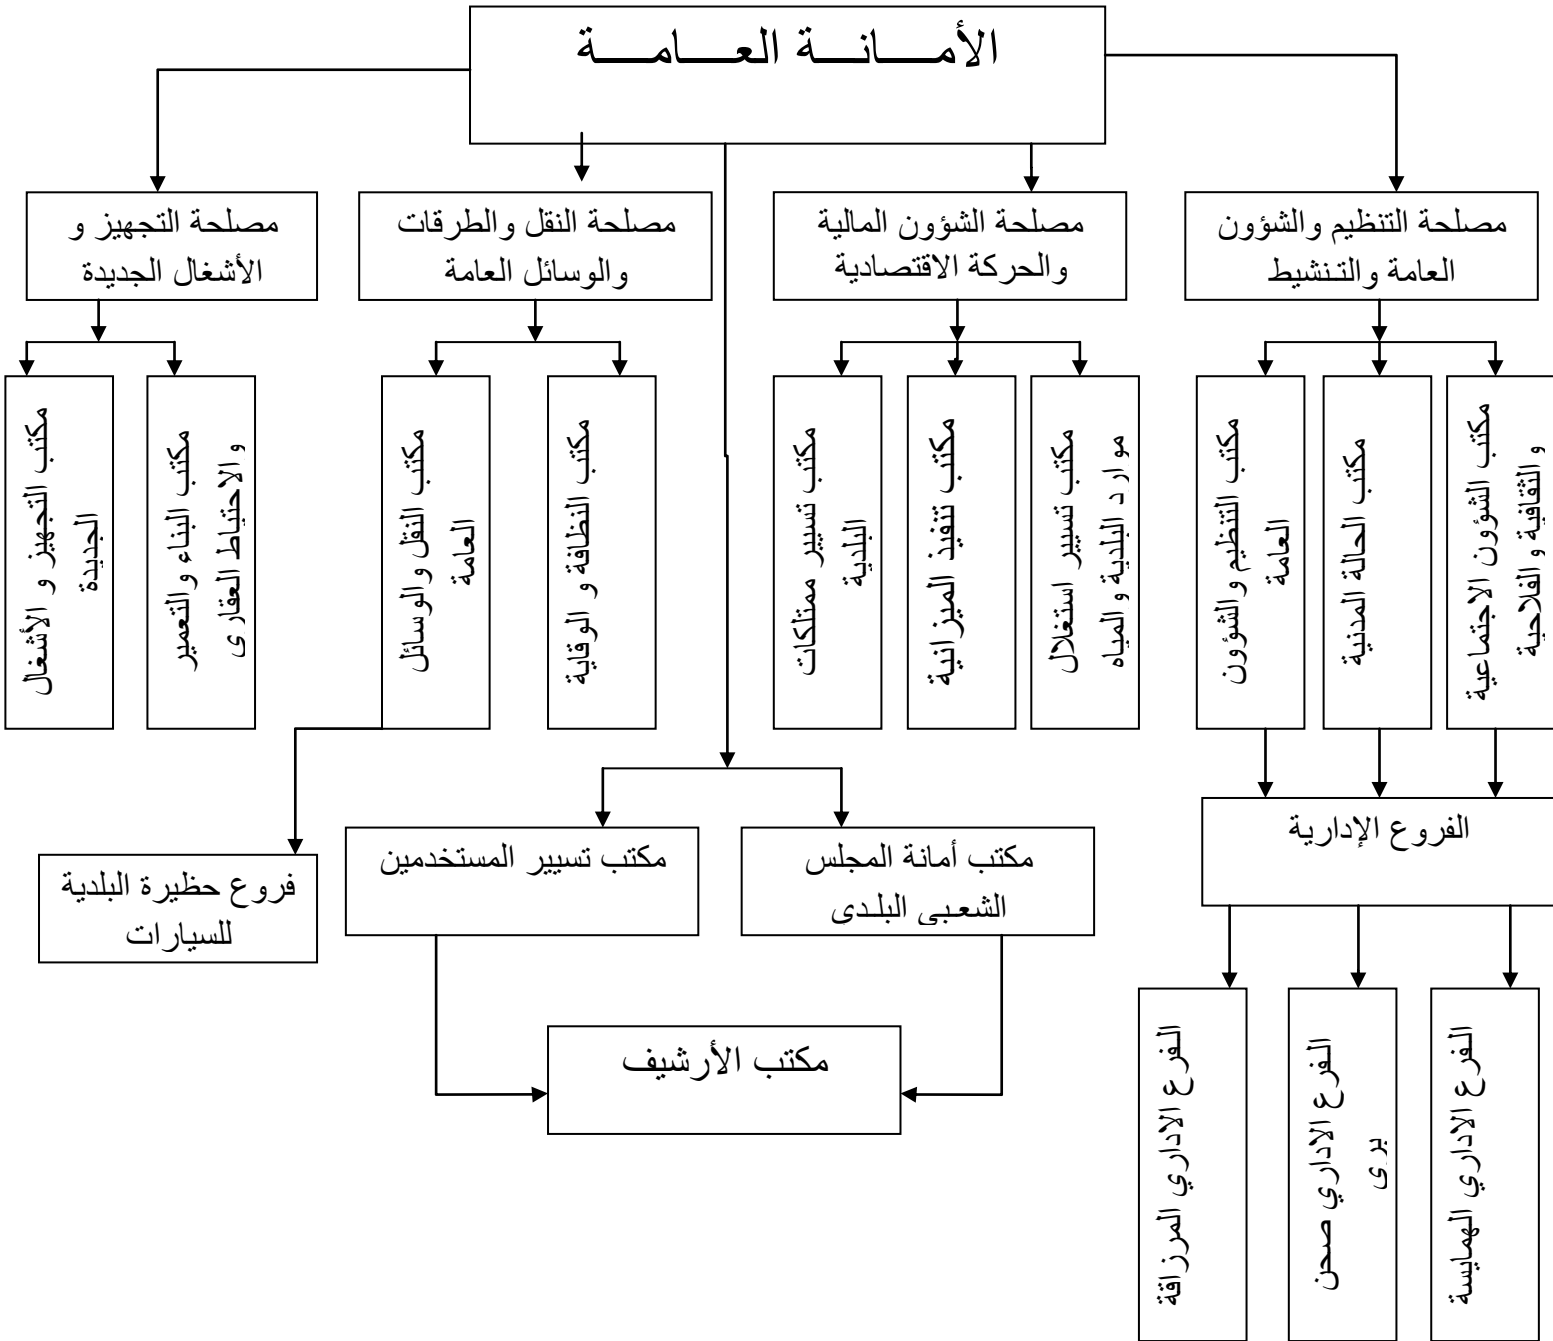 الأمـــانـــة العـــامـــة
مصلحة التنظيم والشؤون
العامة والتنشيط
مصلحة الشؤون المالية
والحركة الاقتصادية
مصلحة النقل والطرقات
والوسائل العامة
مصلحة التجهيز و
الأشغال الجديدة
مكتب الشؤون الاجتماعية
و الثقافية و الفلاحية
مكتب الحالة المدنية
مكتب التنظيم و الشؤون
العامة
مكتب تسيير استغلال
موارد البلدية و المياه
مكتب تنفيذ الميزانية
مكتب تسيير ممتلكات
البلدية
مكتب النظافة و الوقاية
مكتب النقل و الوسائل
العامة
مكتب البناء و التعمير
و الاحتياط العقارى
مكتب التجهيز و الأشغال
الجديدة
الفروع الإدارية
مكتب أمانة المجلس
الشعبى البلدى
مكتب تسيير المستخدمين
فروع حظيرة البلدية
للسيارات
مكتب الأرشيف
الفرع الاداري الهمايسة
الفرع الاداري صحن
برى
الفرع الاداري المرزاقة